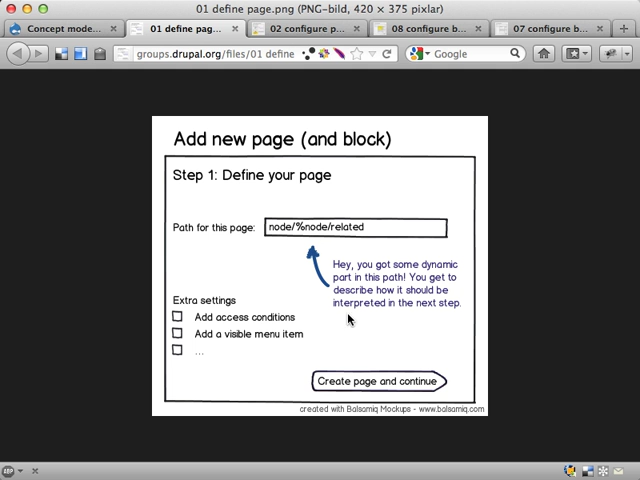 01 define page.png (PNG-bild, 420 × 375 pixlar)
Concept mode...
01 define pag...
02 configure p...
08 configure b...
07 configure b...
groups.drupal.org/files/01 define
Google
Add new page (and block)
Step 1: Define your page
Path for this page:
node/%node/related
Hey, you got some dynamic
part in this path! You get to
describe how it should be
interpreted in the next step.
Extra settings
Add access conditions
Add a visible menu item
...
Create page and continue
created with Balsamiq Mockups - www.balsamiq.com
ABP